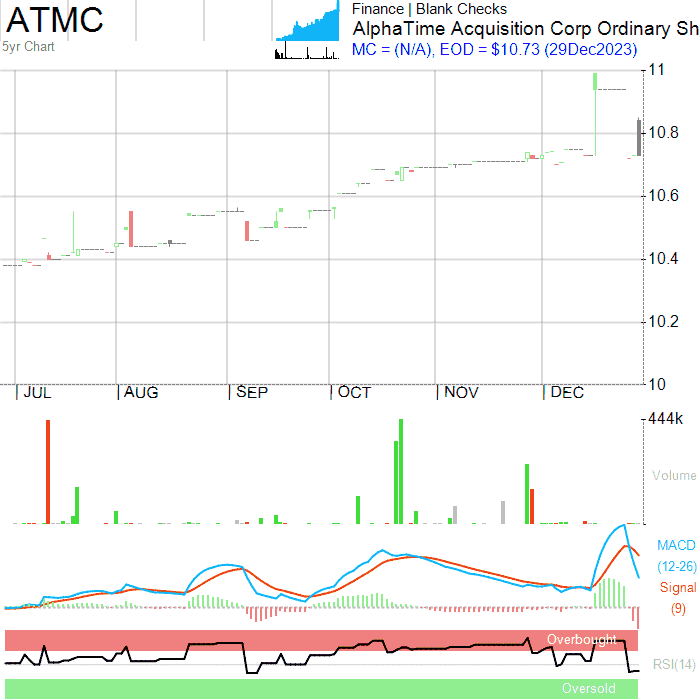 ATMC
5yr Chart
Finance | Blank Checks
AlphaTime Acquisition Corp Ordinary Sh
MC = (N/A), EOD = $10.73 (29Dec2023)
11
10.8
10.6
10.4
10.2
10
JUL AUG SEP OCT NOV DEC
444k
Volume
MACD
(12-26)
Signal
(9)
Overbought
RSI(14)
Oversold